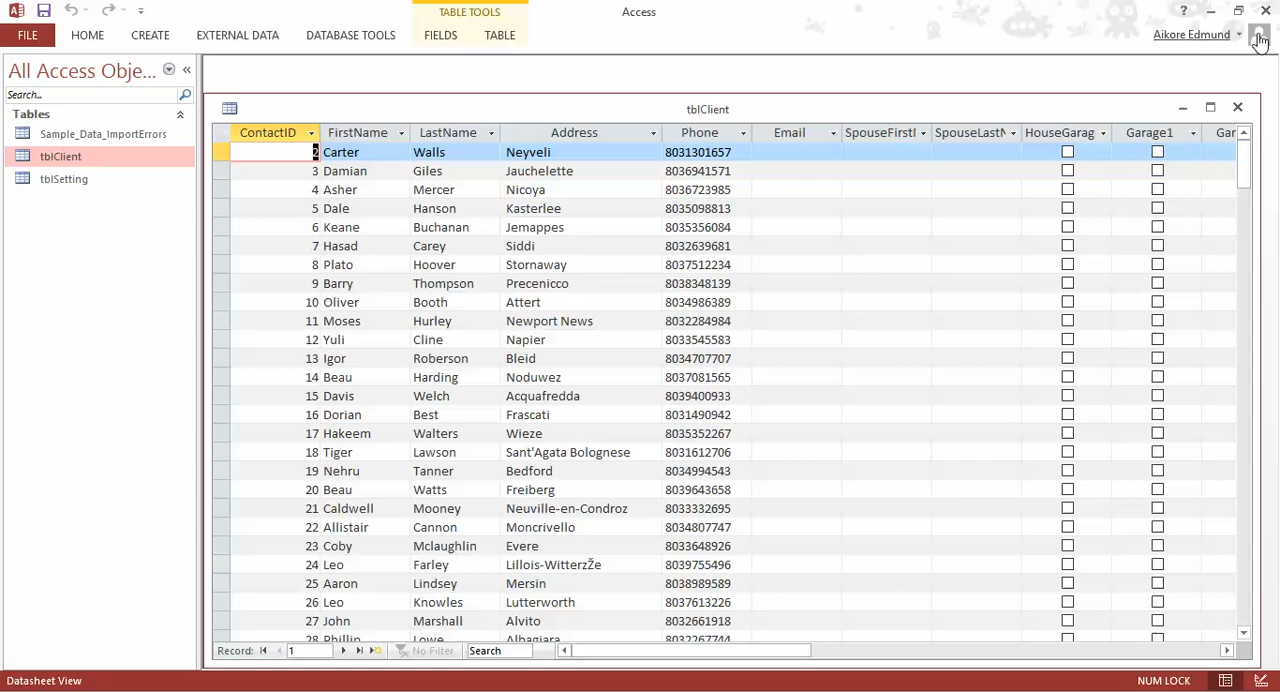 TABLE TOOLS Access ?
FILE HOME CREATE EXTERNAL DATA DATABASE TOOLS FIELDS TABLE Aikore Edmund
All Access Obje... «
Search...
Tables
Sample_Data_ImportErrors
tblClient
tblSetting
tblClient
ContactID FirstName LastName Address Phone Email SpouseFirstI SpouseLastN HouseGarag Garage1 Gar
2 Carter Walls Neyveli 8031301657
3 Damian Giles Jauchelette 8036941571
4 Asher Mercer Nicoya 8036723985
5 Dale Hanson Kasterlee 8035098813
6 Keane Buchanan Jemappes 8035356084
7 Hasad Carey Siddi 8032639681
8 Plato Hoover Stornaway 8037512234
9 Barry Thompson Precenicco 8038348139
10 Oliver Booth Attert 8034986389
11 Moses Hurley Newport News 8032284984
12 Yuli Cline Napier 8033545583
13 Igor Roberson Bleid 8034707707
14 Beau Harding Noduwez 8037081565
15 Davis Welch Acquafredda 8039400933
16 Dorian Best Frascati 8031490942
17 Hakeem Walters Wieze 8035352267
18 Tiger Lawson Sant'Agata Bolognese 8031612706
19 Nehru Tanner Bedford 8034994543
20 Beau Watts Freiberg 8039643658
21 Caldwell Mooney Neuville-en-Condroz 8033332695
22 Allistair Cannon Moncrivello 8034807747
23 Coby Mclaughlin Evere 8033648926
24 Leo Farley Lillois-WitterzŽe 8039755496
25 Aaron Lindsey Mersin 8038989589
26 Leo Knowles Lutterworth 8037613226
27 John Marshall Alvito 8032661918
28 Phillip Lowe Albagiara 8032267744
Record: 1 No Filter Search
Datasheet View NUM LOCK